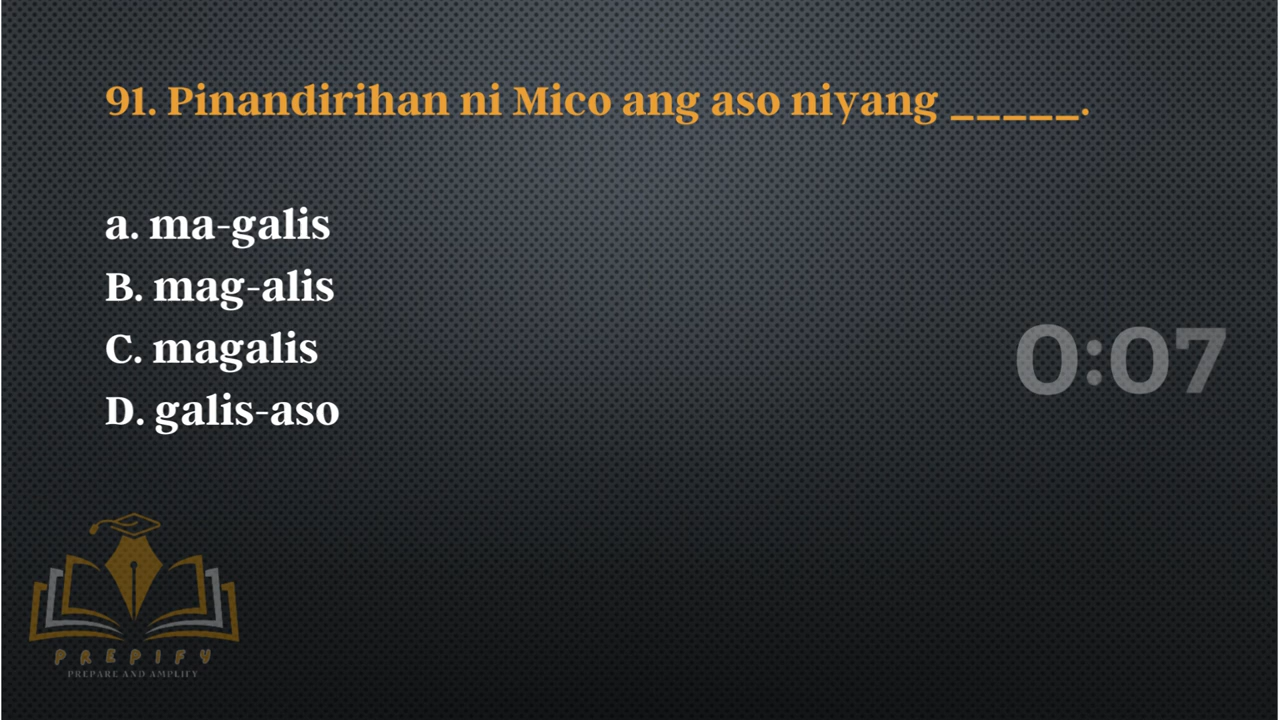 91. Pinandirihan ni Mico ang aso niyang _____.
a. ma-galis
B. mag-alis
C. magalis
D. galis-aso
0:07
PREPIFY
PREPARE AND AMPLIFY